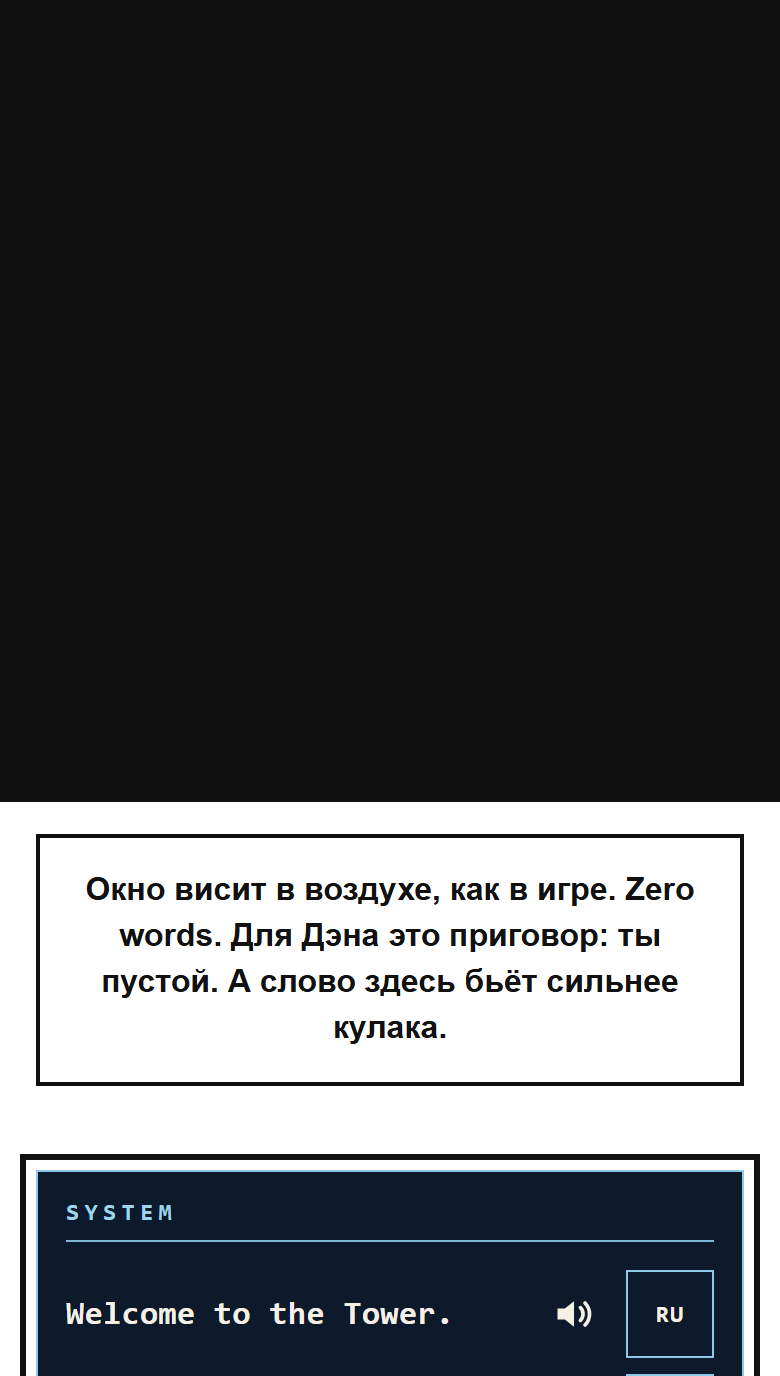 Окно висит в воздухе, как в игре. Zero
words. Для Дэна это приговор: ты
пустой. А слово здесь бьёт сильнее
кулака.
SYSTEM
Welcome to the Tower.
RU